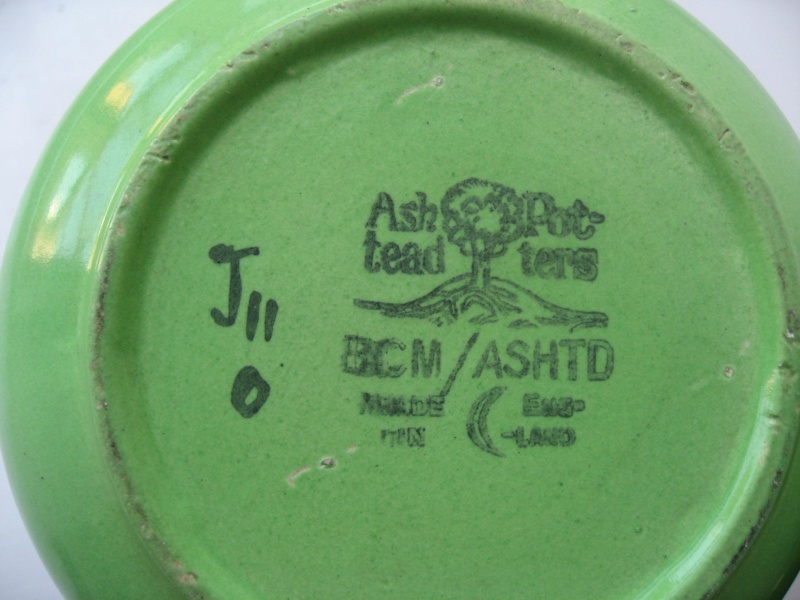 Ash Pot-
tead ters
BCM/ASHTD
MADE ENG-
IN -LAND
J11
O